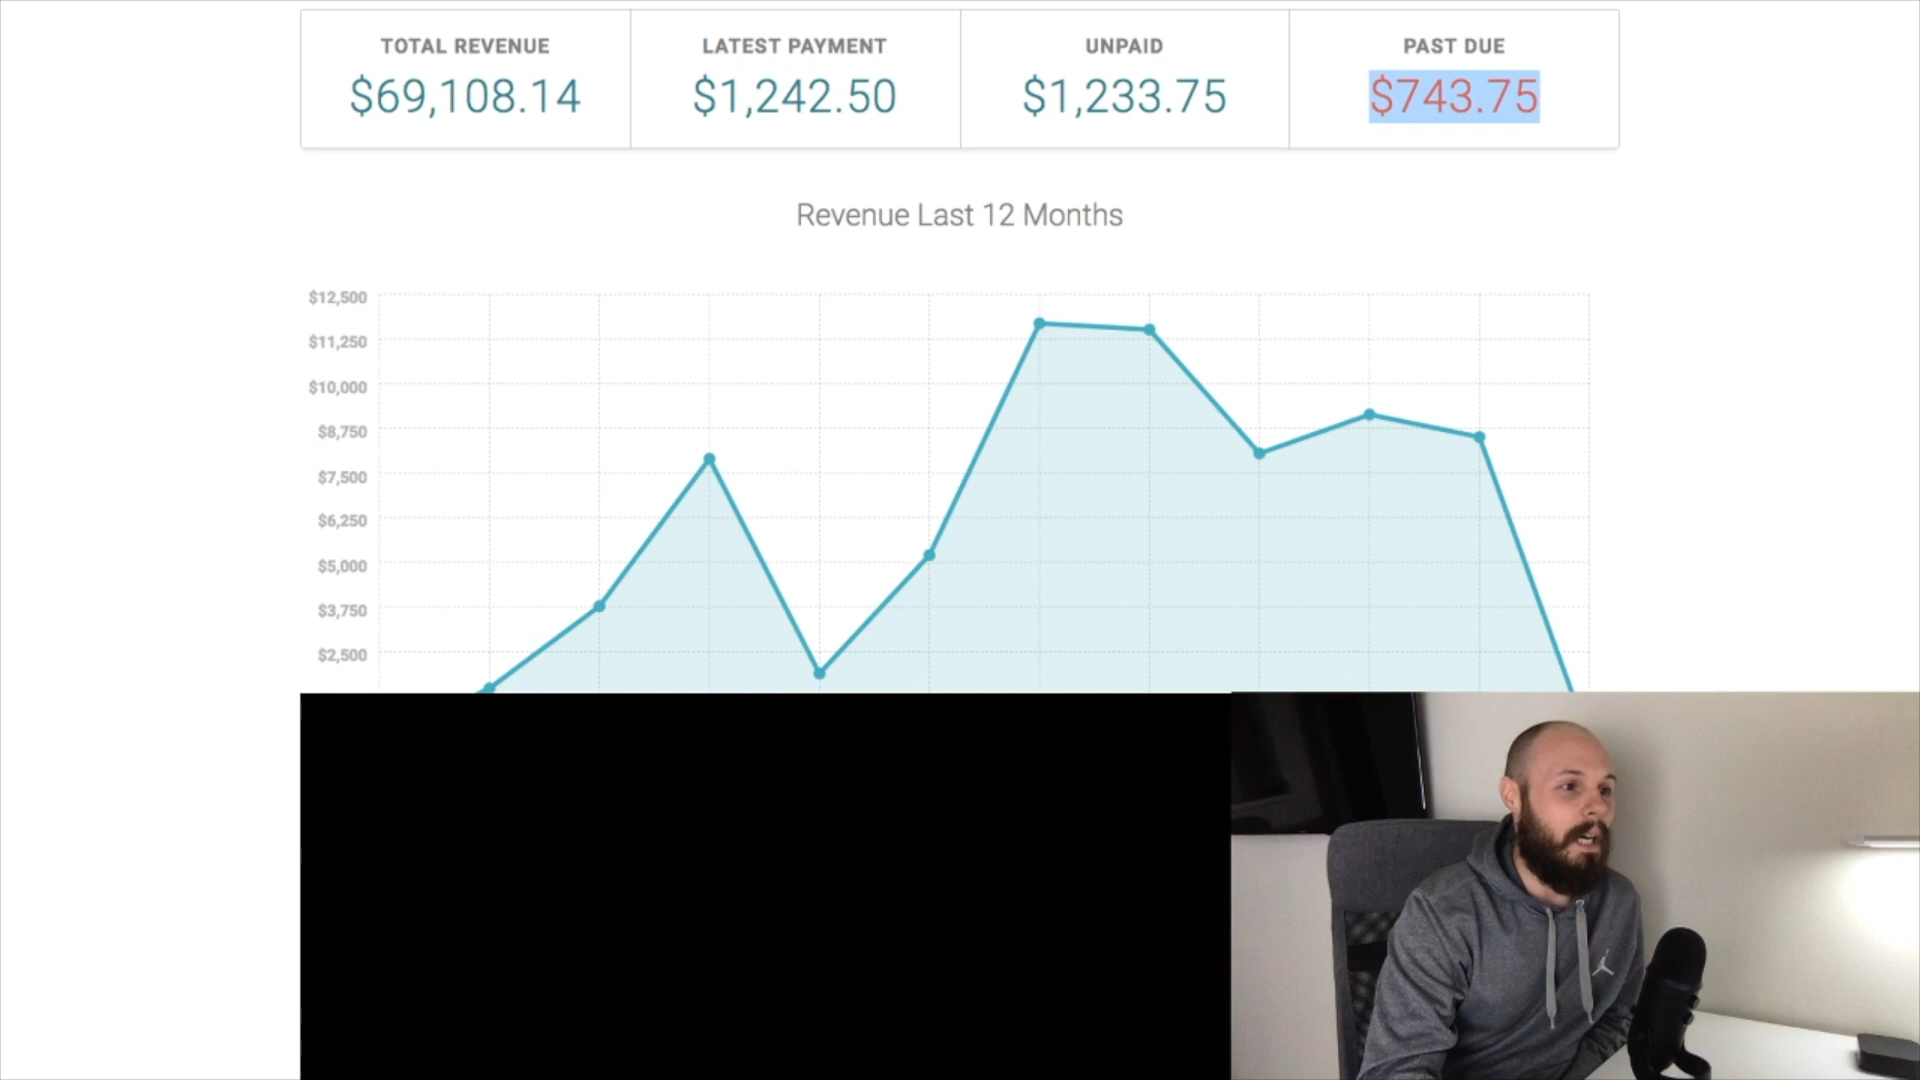 TOTAL REVENUE
$69,108.14
LATEST PAYMENT
$1,242.50
UNPAID
$1,233.75
PAST DUE
$743.75
Revenue Last 12 Months
$12,500
$11,250
$10,000
$8,750
$7,500
$6,250
$5,000
$3,750
$2,500